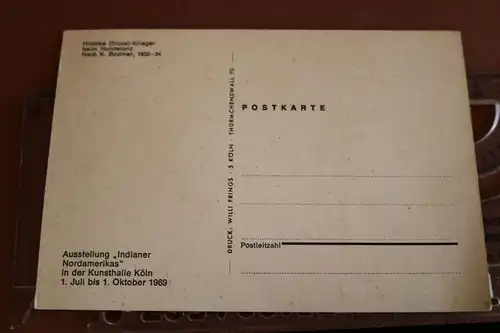 Hidatsa (Sioux)-Krieger
beim Hundetanz
Nach K. Bodmer, 1832-34
POSTKARTE
DRUCK: WILLI FRINGS · 5 KÖLN · THÜRMCHENSWALL 70
Postleitzahl
Ausstellung „Indianer
Nordamerikas"
in der Kunsthalle Köln
1. Juli bis 1. Oktober 1969